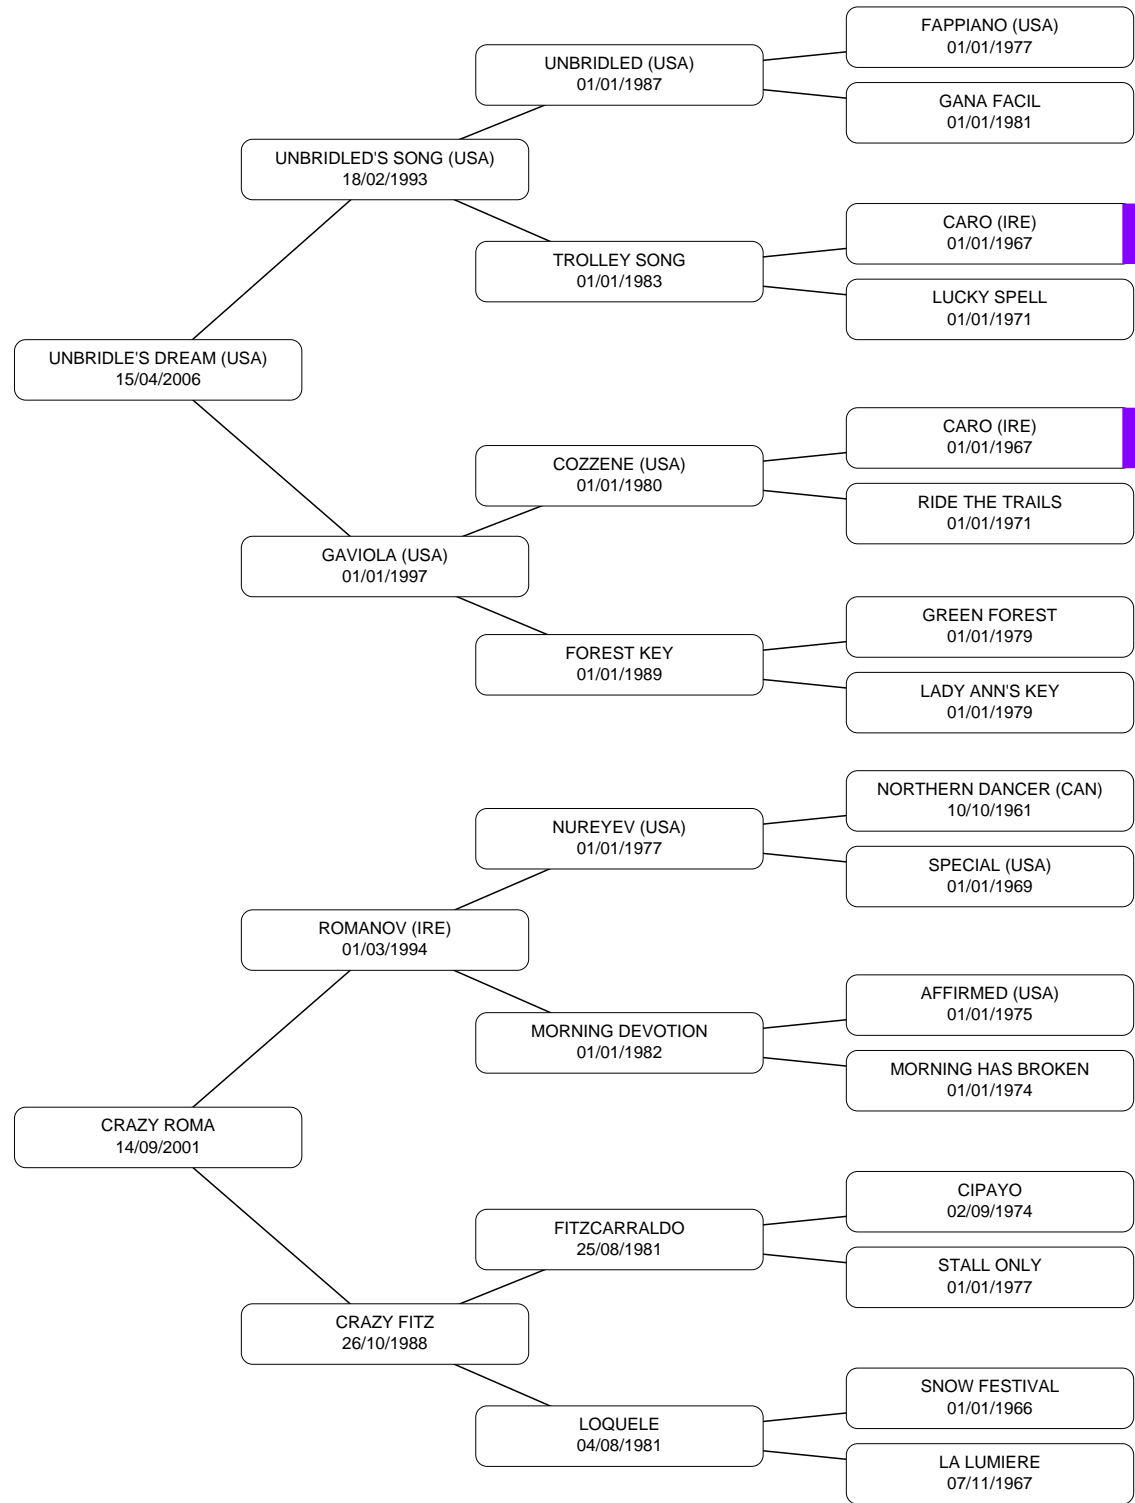 FAPPIANO (USA)
01/01/1977
UNBRIDLED (USA)
01/01/1987
GANA FACIL
01/01/1981
UNBRIDLED'S SONG (USA)
18/02/1993
CARO (IRE)
01/01/1967
TROLLEY SONG
01/01/1983
LUCKY SPELL
01/01/1971
UNBRIDLE'S DREAM (USA)
15/04/2006
CARO (IRE)
01/01/1967
COZZENE (USA)
01/01/1980
RIDE THE TRAILS
01/01/1971
GAVIOLA (USA)
01/01/1997
GREEN FOREST
01/01/1979
FOREST KEY
01/01/1989
LADY ANN'S KEY
01/01/1979
NORTHERN DANCER (CAN)
10/10/1961
NUREYEV (USA)
01/01/1977
SPECIAL (USA)
01/01/1969
ROMANOV (IRE)
01/03/1994
AFFIRMED (USA)
01/01/1975
MORNING DEVOTION
01/01/1982
MORNING HAS BROKEN
01/01/1974
CRAZY ROMA
14/09/2001
CIPAYO
02/09/1974
FITZCARRALDO
25/08/1981
STALL ONLY
01/01/1977
CRAZY FITZ
26/10/1988
SNOW FESTIVAL
01/01/1966
LOQUELE
04/08/1981
LA LUMIERE
07/11/1967